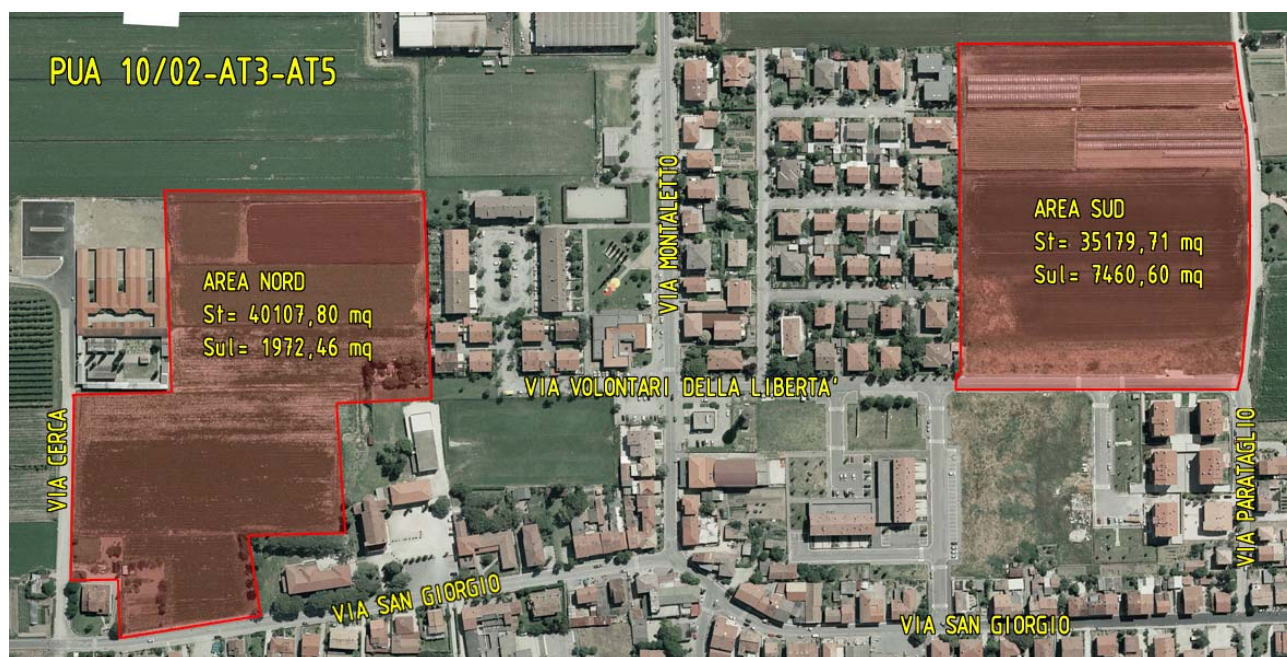 PUA 10/02-AT3-AT5
AREA NORD
St= 40107,80 mq
Sul= 1972,46 mq
AREA SUD
St= 35179,71 mq
Sul= 7460,60 mq
VIA MONTALETTO
VIA VOLONTARI DELLA LIBERTA'
VIA CERCA
VIA PARATAGLIO
VIA SAN GIORGIO
VIA SAN GIORGIO